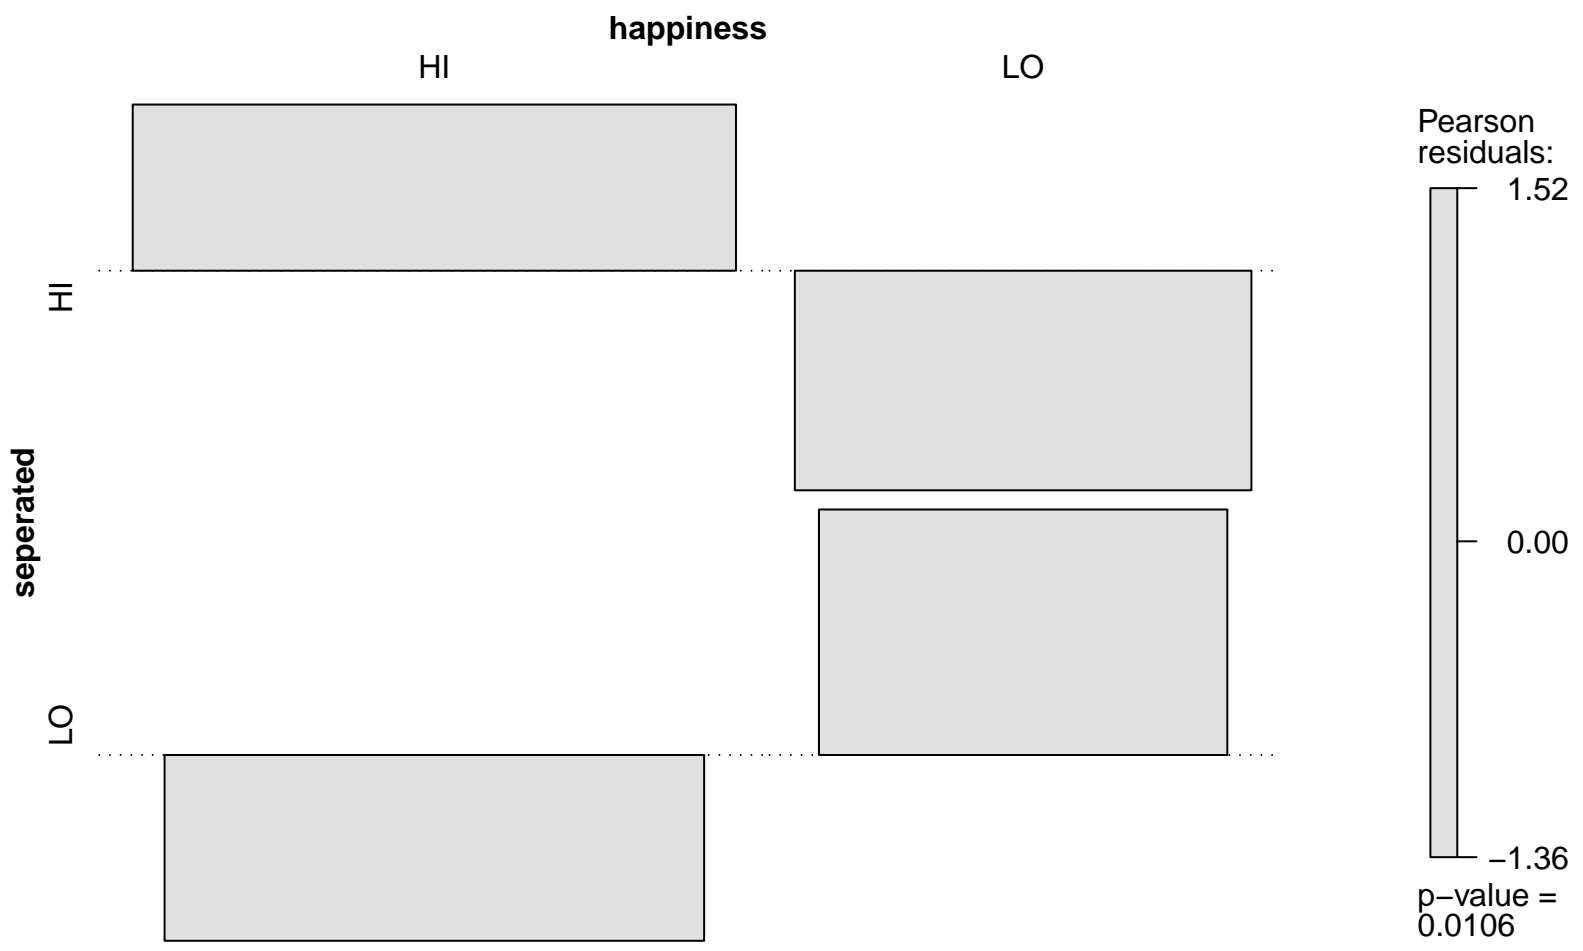 happiness
HI LO
Pearson
residuals:
1.52
HI
seperated
0.00
LO
−1.36
p−value =
0.0106